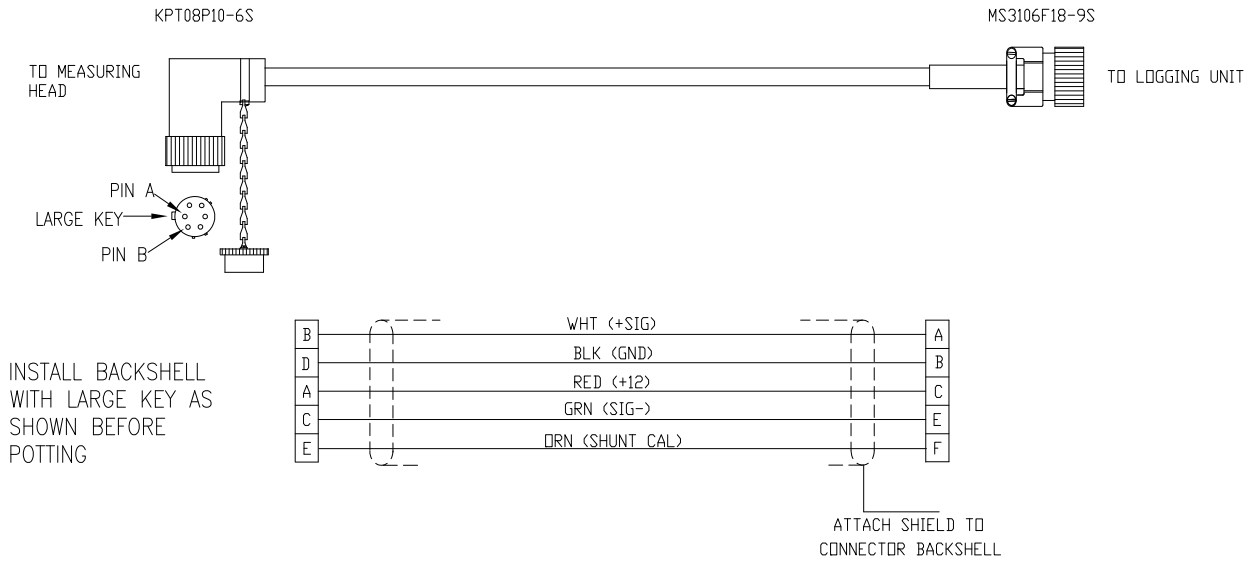 KPT08P10-6S
MS3106F18-9S
TO MEASURING
HEAD
TO LOGGING UNIT
PIN A
LARGE KEY
PIN B
INSTALL BACKSHELL
WITH LARGE KEY AS
SHOWN BEFORE
POTTING
B WHT (+SIG) A
D BLK (GND) B
A RED (+12) C
C GRN (SIG-) E
E ORN (SHUNT CAL) F
ATTACH SHIELD TO
CONNECTOR BACKSHELL